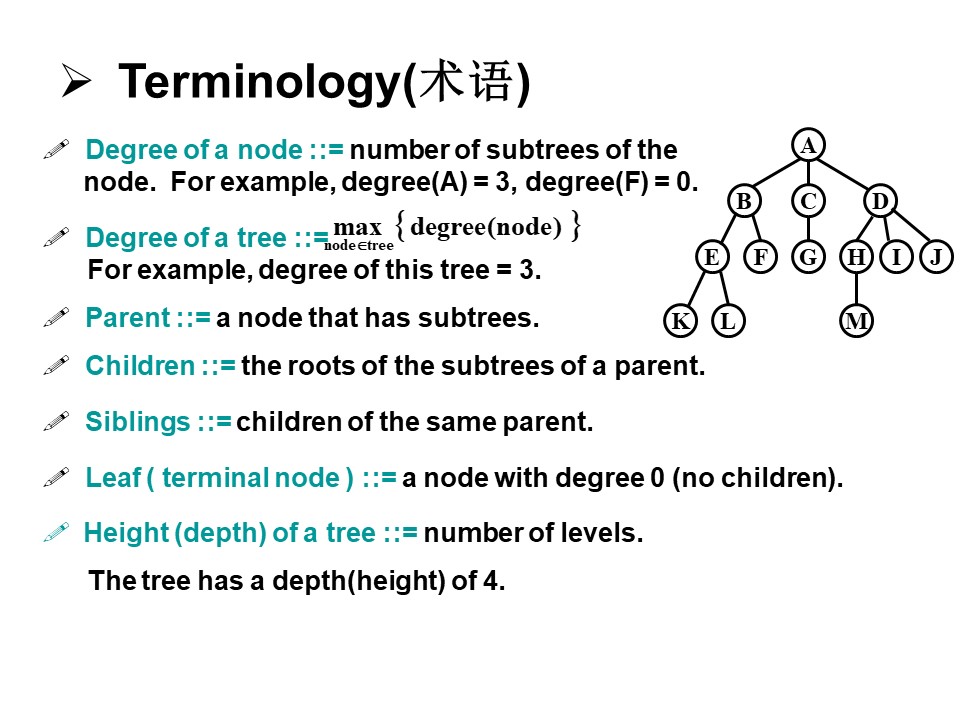 ➢ Terminology(术语)
Degree of a node ::= number of subtrees of the
node. For example, degree(A) = 3, degree(F) = 0.
Degree of a tree ::= max { degree(node) }
node∈tree
For example, degree of this tree = 3.
Parent ::= a node that has subtrees.
Children ::= the roots of the subtrees of a parent.
Siblings ::= children of the same parent.
Leaf ( terminal node ) ::= a node with degree 0 (no children).
Height (depth) of a tree ::= number of levels.
The tree has a depth(height) of 4.
A
B C D
E F G H I J
K L M